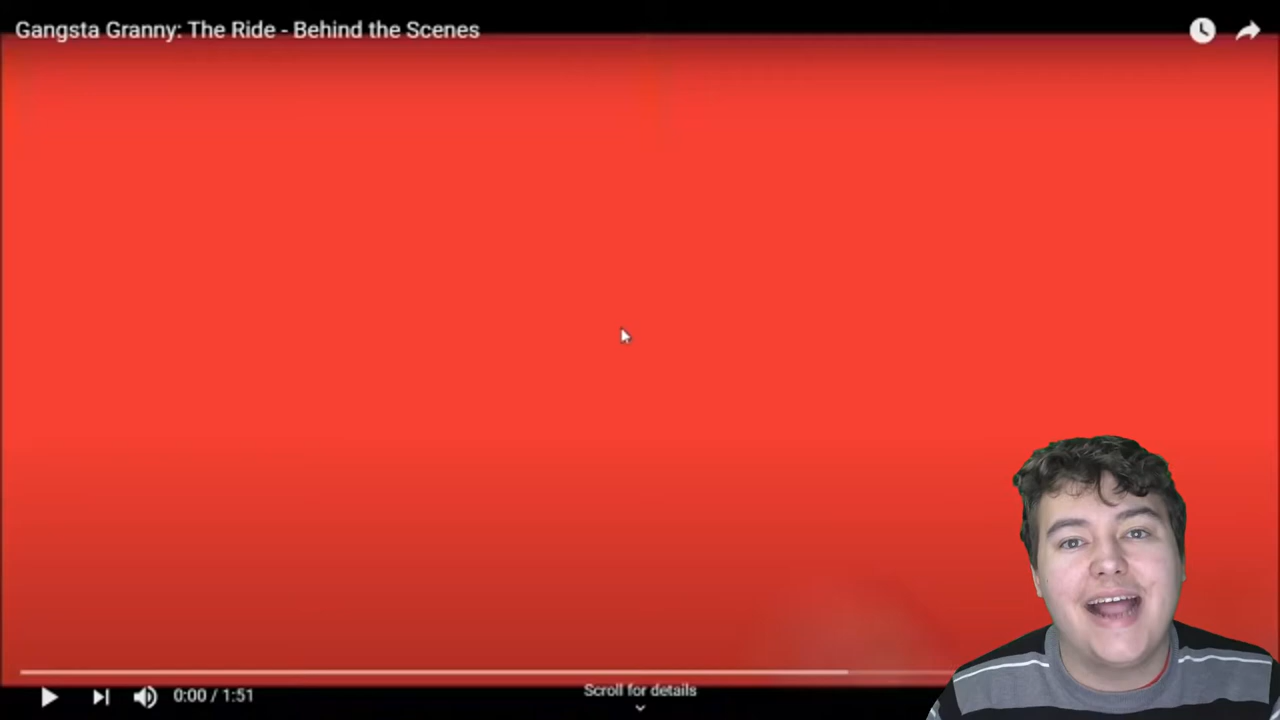 Gangsta Granny: The Ride - Behind the Scenes
0:00 / 1:51
Scroll for details